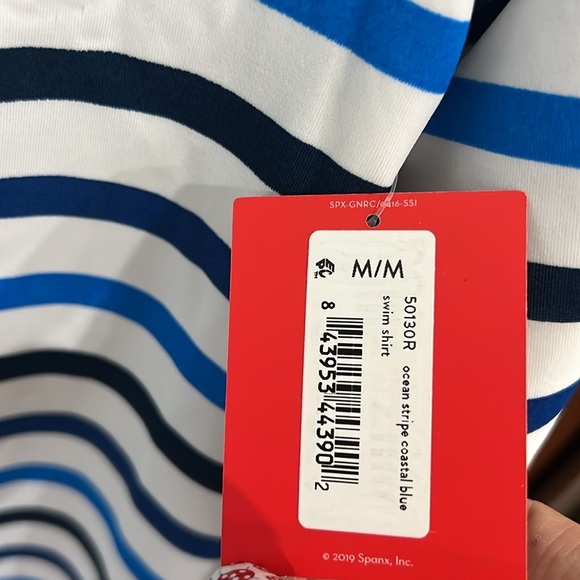 SPX-GNRC/
M/M
50130R ocean stripe coastal blue
swim shirt
8 43953 44390 2
© 2019 Spanx, Inc.